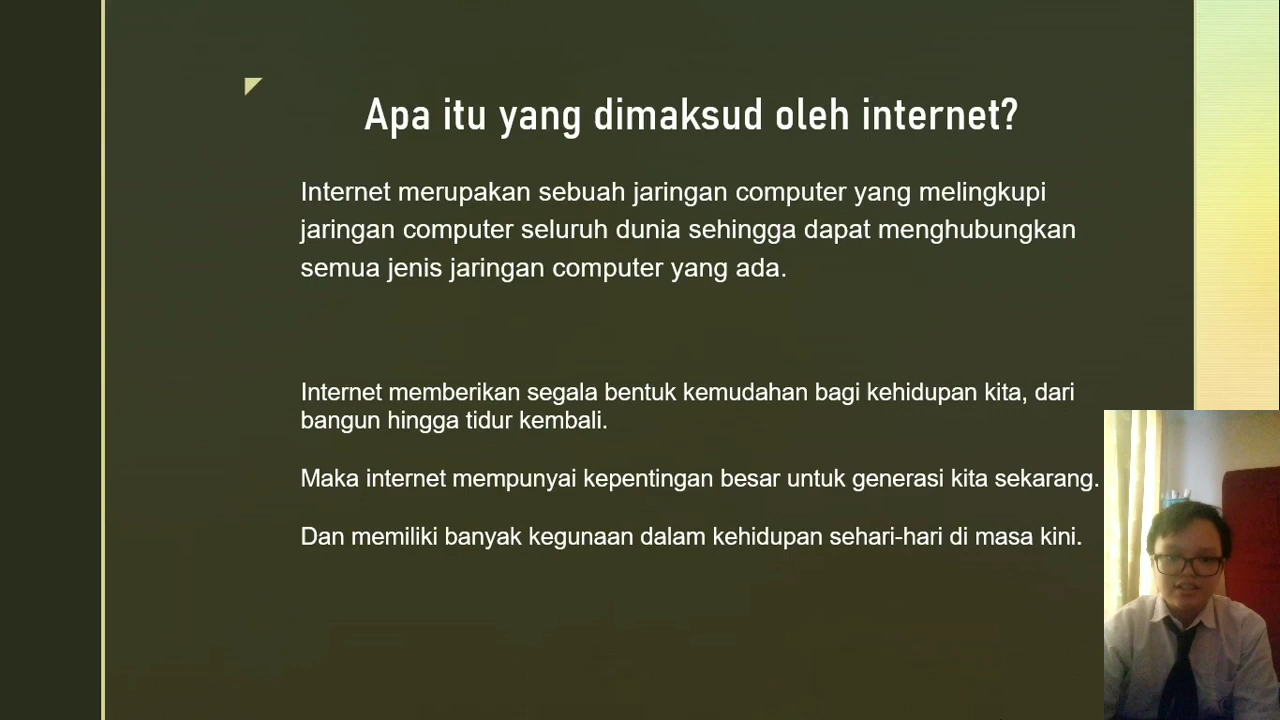 Apa itu yang dimaksud oleh internet?
Internet merupakan sebuah jaringan computer yang melingkupi
jaringan computer seluruh dunia sehingga dapat menghubungkan
semua jenis jaringan computer yang ada.
Internet memberikan segala bentuk kemudahan bagi kehidupan kita, dari
bangun hingga tidur kembali.
Maka internet mempunyai kepentingan besar untuk generasi kita sekarang.
Dan memiliki banyak kegunaan dalam kehidupan sehari-hari di masa kini.